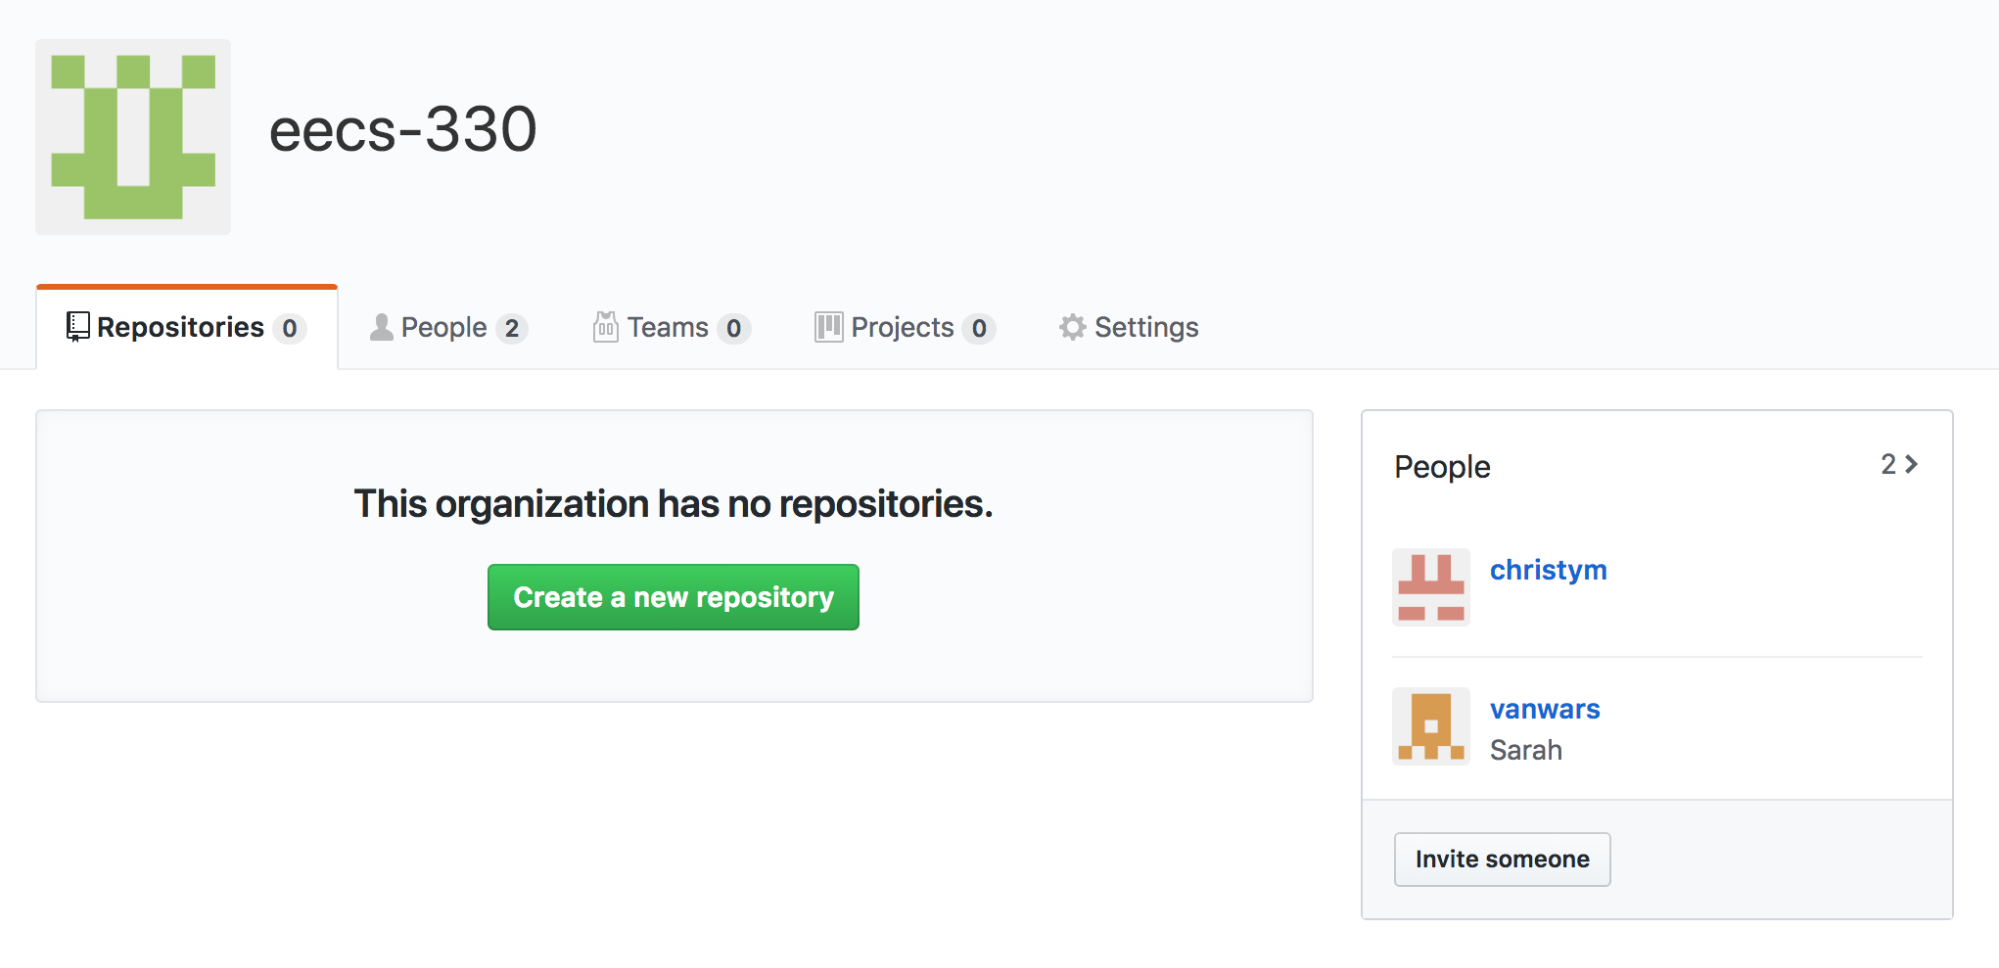 eecs-330
Repositories 0 People 2 Teams 0 Projects 0 Settings
This organization has no repositories.
Create a new repository
People 2
christym
vanwars
Sarah
Invite someone